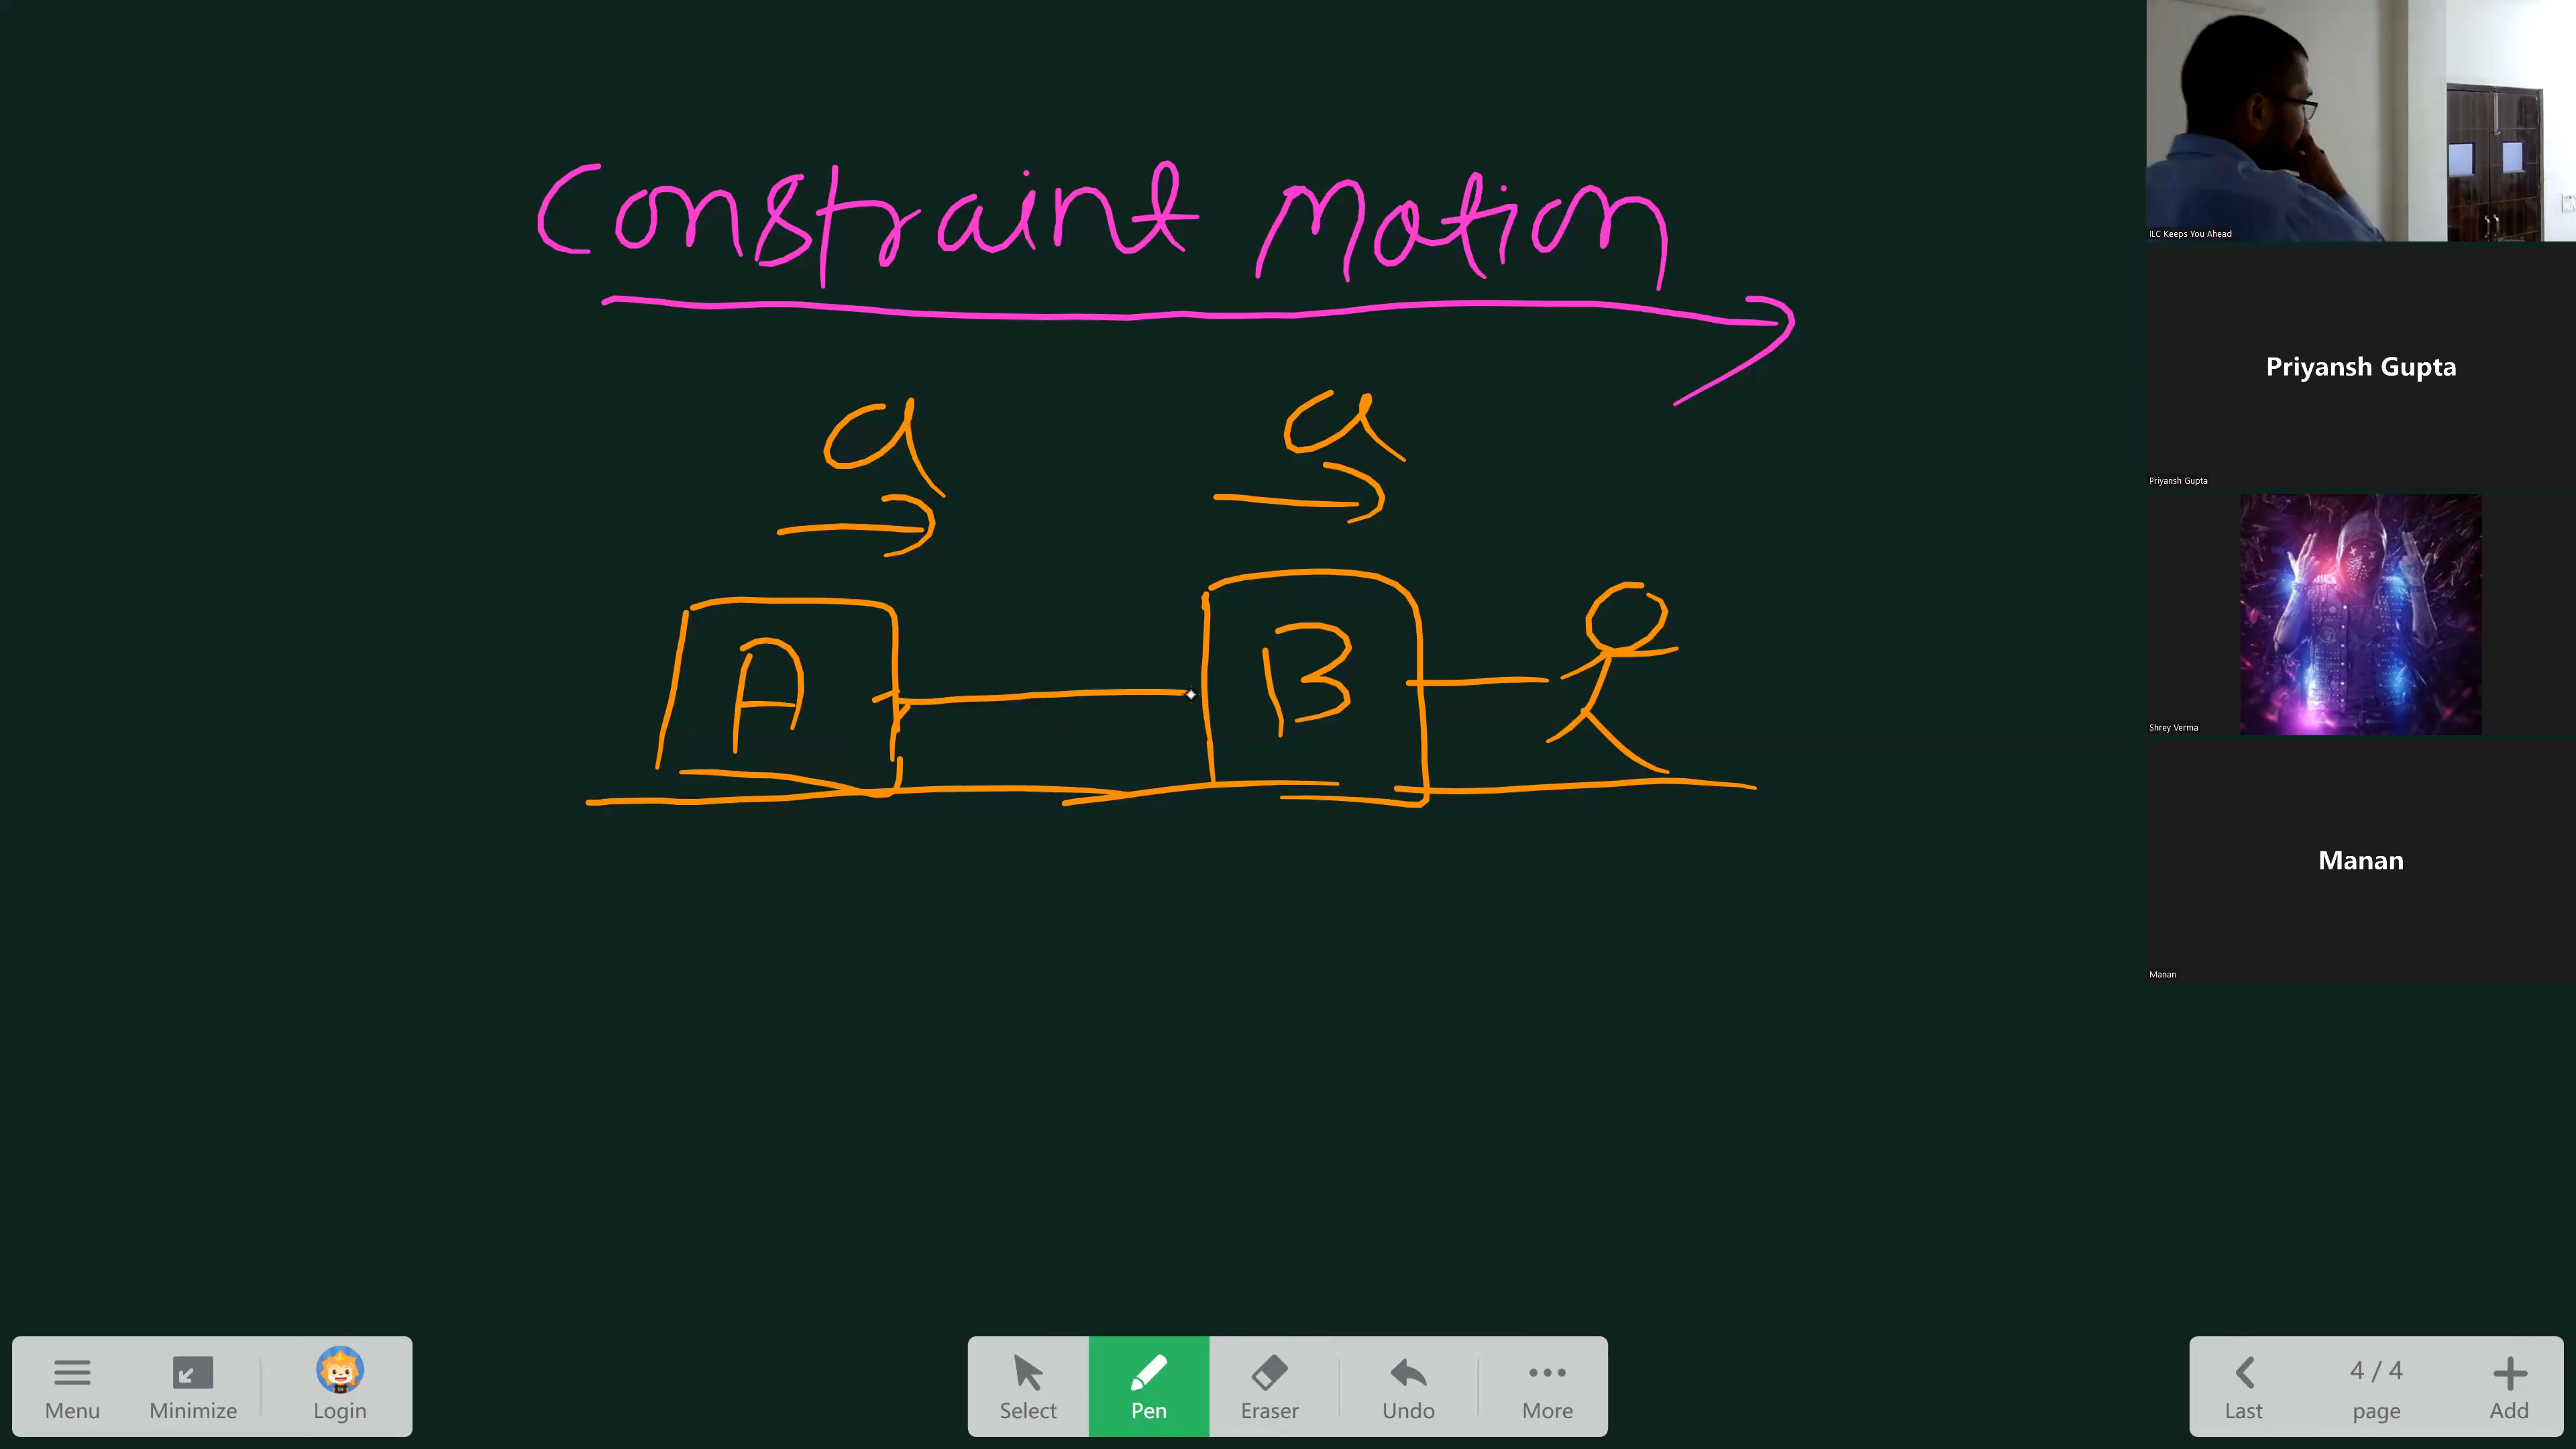 Constraint Motion
a a
A B
ILC Keeps You Ahead
Priyansh Gupta
Priyansh Gupta
Shrey Verma
Manan
Manan
Menu Minimize Login Select Pen Eraser Undo More Last 4 / 4 page Add